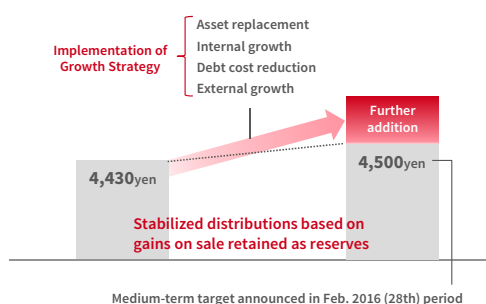 Implementation of
Growth Strategy
Asset replacement
Internal growth
Debt cost reduction
External growth
Further
addition
4,430yen
4,500yen
Stabilized distributions based on
gains on sale retained as reserves
Medium-term target announced in Feb. 2016 (28th) period